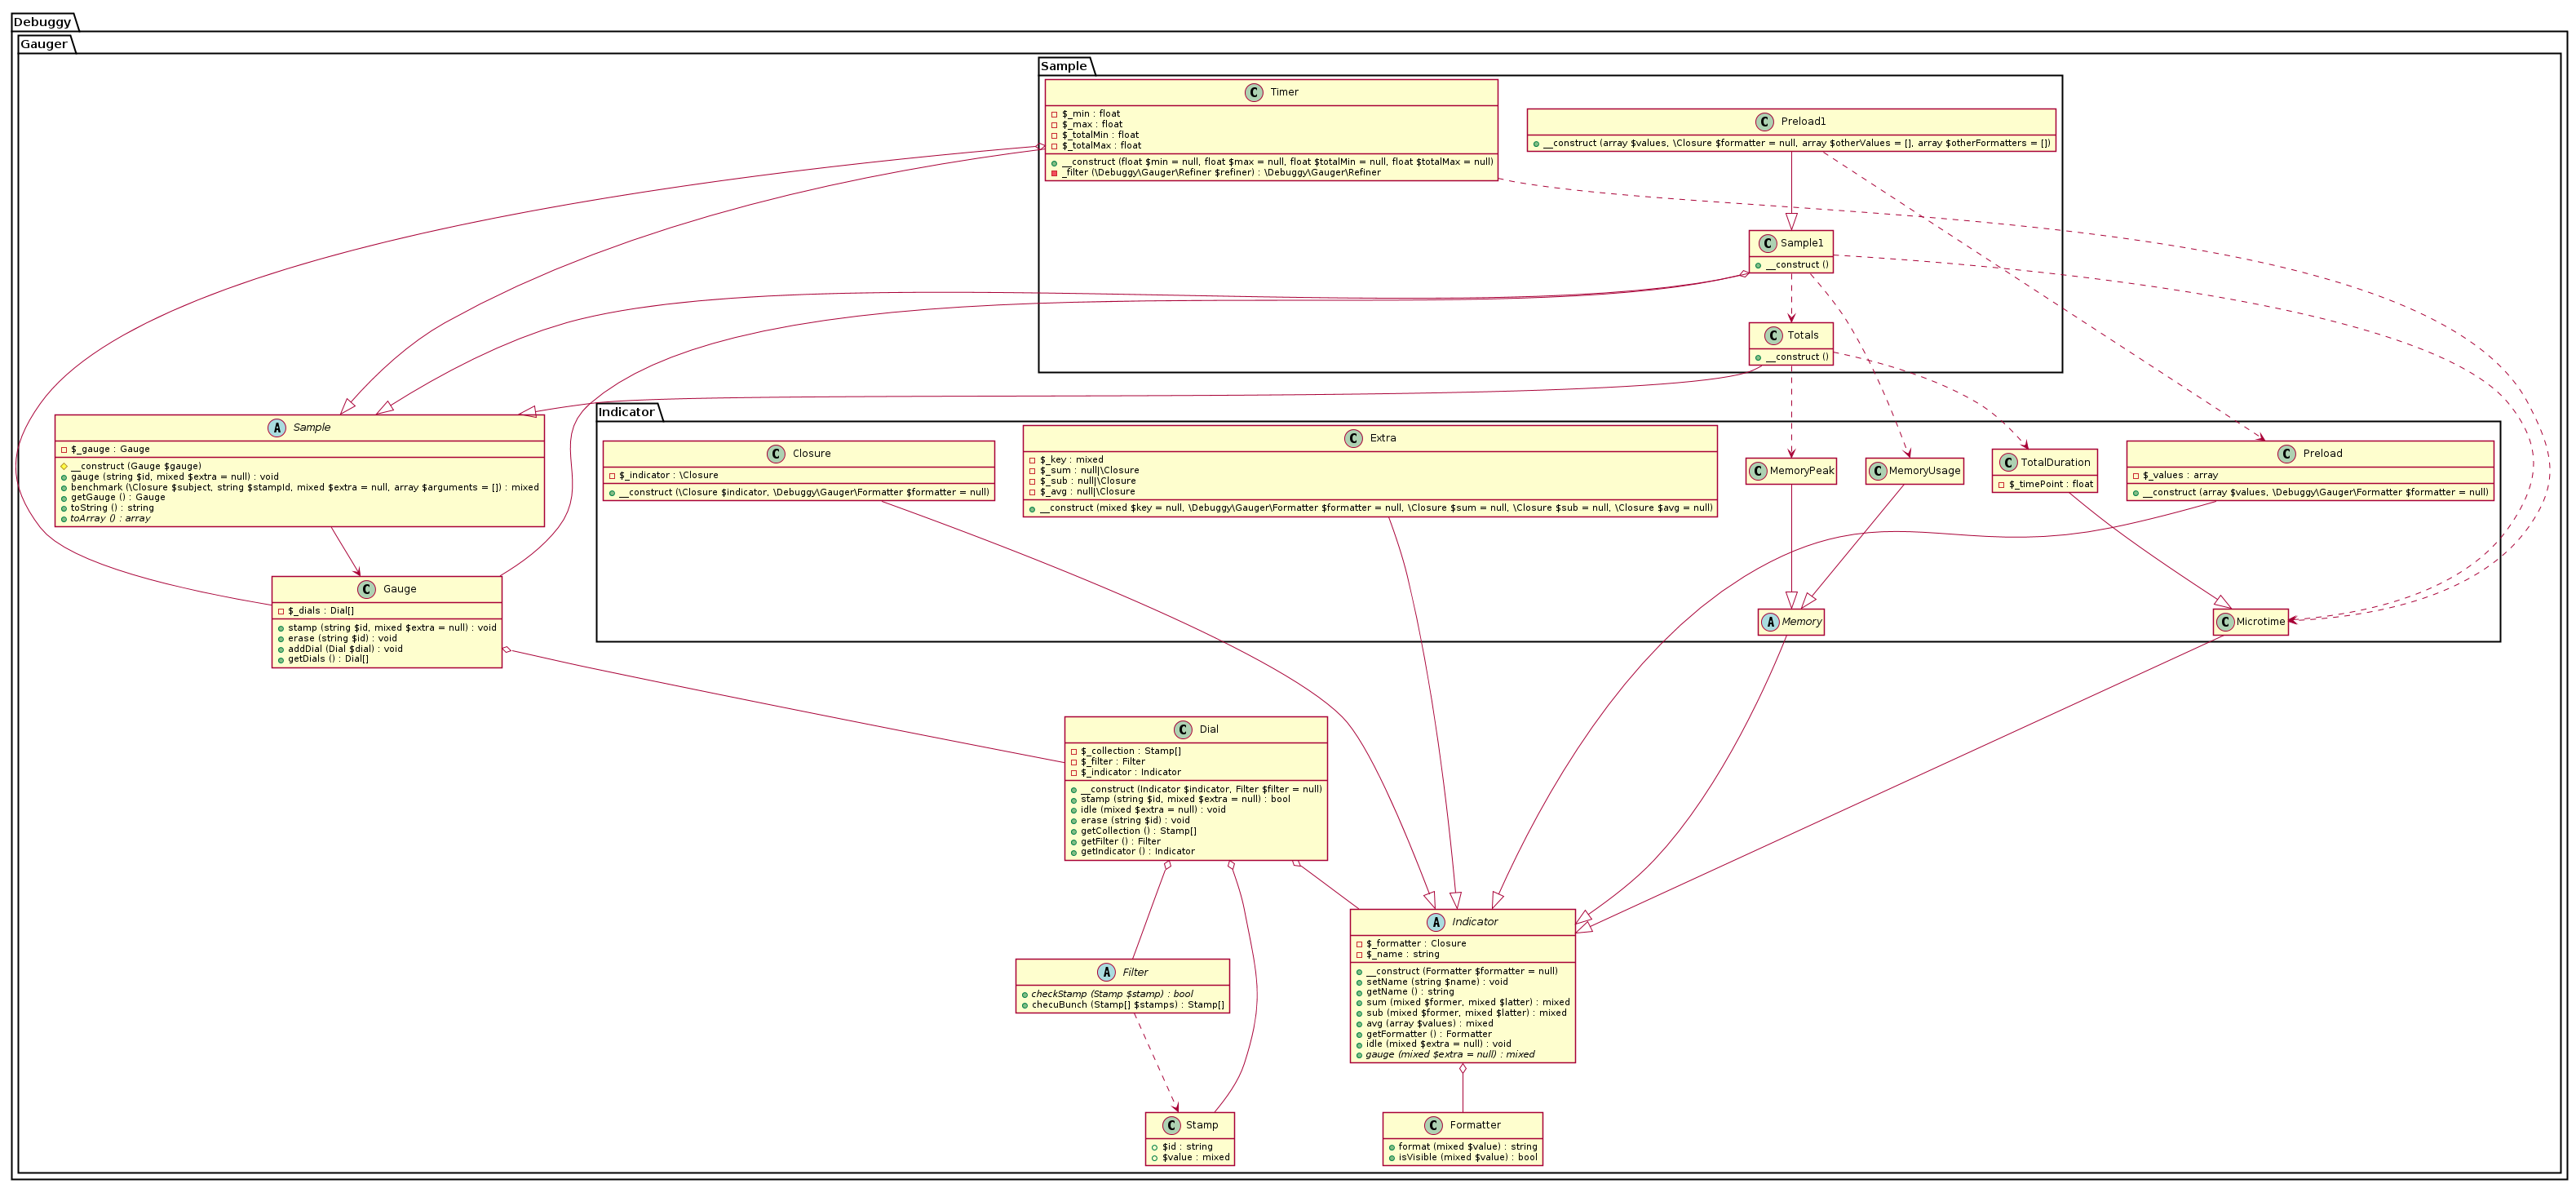 Debuggy
Gauger
Sample
C Timer
$_min : float
$_max : float
$_totalMin : float
$_totalMax : float
__construct (float $min = null, float $max = null, float $totalMin = null, float $totalMax = null)
_filter (\Debuggy\Gauger\Refiner $refiner) : \Debuggy\Gauger\Refiner
C Preload1
__construct (array $values, \Closure $formatter = null, array $otherValues = [], array $otherFormatters = [])
C Sample1
__construct ()
C Totals
__construct ()
A Sample
$_gauge : Gauge
__construct (Gauge $gauge)
gauge (string $id, mixed $extra = null) : void
benchmark (\Closure $subject, string $stampId, mixed $extra = null, array $arguments = []) : mixed
getGauge () : Gauge
toString () : string
toArray () : array
Indicator
C Closure
$_indicator : \Closure
__construct (\Closure $indicator, \Debuggy\Gauger\Formatter $formatter = null)
C Extra
$_key : mixed
$_sum : null|\Closure
$_sub : null|\Closure
$_avg : null|\Closure
__construct (mixed $key = null, \Debuggy\Gauger\Formatter $formatter = null, \Closure $sum = null, \Closure $sub = null, \Closure $avg = null)
C MemoryPeak
C MemoryUsage
C TotalDuration
$_timePoint : float
C Preload
$_values : array
__construct (array $values, \Debuggy\Gauger\Formatter $formatter = null)
C Gauge
$_dials : Dial[]
stamp (string $id, mixed $extra = null) : void
erase (string $id) : void
addDial (Dial $dial) : void
getDials () : Dial[]
A Memory
C Microtime
C Dial
$_collection : Stamp[]
$_filter : Filter
$_indicator : Indicator
__construct (Indicator $indicator, Filter $filter = null)
stamp (string $id, mixed $extra = null) : bool
idle (mixed $extra = null) : void
erase (string $id) : void
getCollection () : Stamp[]
getFilter () : Filter
getIndicator () : Indicator
A Filter
checkStamp (Stamp $stamp) : bool
checuBunch (Stamp[] $stamps) : Stamp[]
A Indicator
$_formatter : Closure
$_name : string
__construct (Formatter $formatter = null)
setName (string $name) : void
getName () : string
sum (mixed $former, mixed $latter) : mixed
sub (mixed $former, mixed $latter) : mixed
avg (array $values) : mixed
getFormatter () : Formatter
idle (mixed $extra = null) : void
gauge (mixed $extra = null) : mixed
C Stamp
$id : string
$value : mixed
C Formatter
format (mixed $value) : string
isVisible (mixed $value) : bool